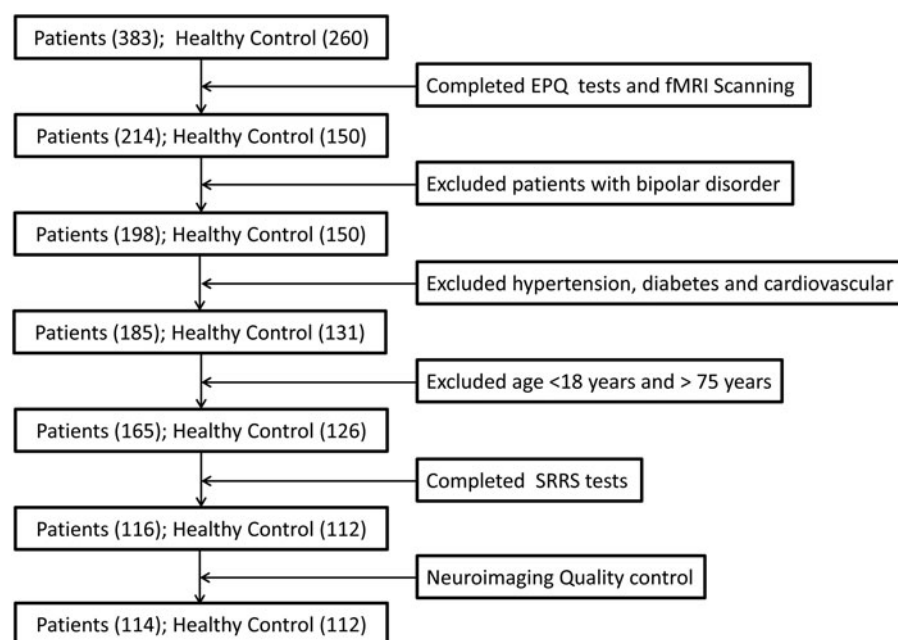 Patients (383); Healthy Control (260)
Completed EPQ tests and fMRI Scanning
Patients (214); Healthy Control (150)
Excluded patients with bipolar disorder
Patients (198); Healthy Control (150)
Excluded hypertension, diabetes and cardiovascular
Patients (185); Healthy Control (131)
Excluded age <18 years and > 75 years
Patients (165); Healthy Control (126)
Completed SRRS tests
Patients (116); Healthy Control (112)
Neuroimaging Quality control
Patients (114); Healthy Control (112)